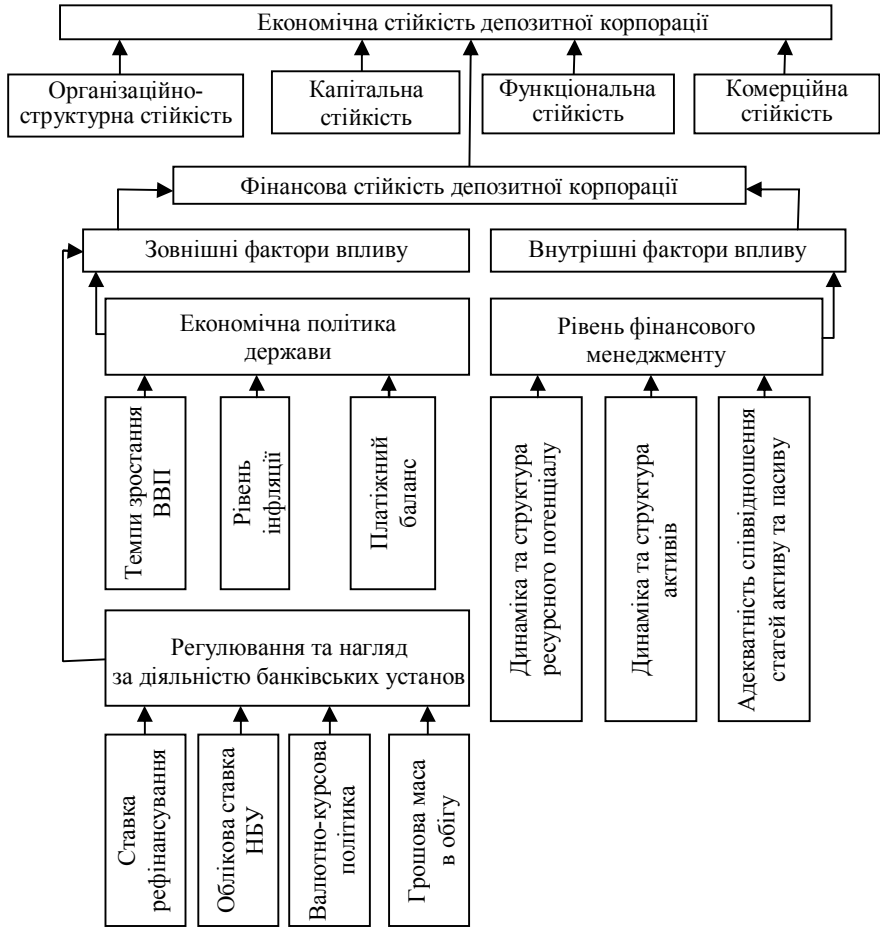 Економічна стійкість депозитної корпорації
Організаційно-
структурна стійкість
Капітальна
стійкість
Функціональна
стійкість
Комерційна
стійкість
Фінансова стійкість депозитної корпорації
Зовнішні фактори впливу
Внутрішні фактори впливу
Економічна політика
держави
Рівень фінансового
менеджменту
Темпи зростання
ВВП
Рівень
інфляції
Платіжний
баланс
Динаміка та структура
ресурсного потенціалу
Динаміка та структура
активів
Адекватність співвідношення
статей активу та пасиву
Регулювання та нагляд
за діяльністю банківських установ
Ставка
рефінансування
Облікова ставка
НБУ
Валютно-курсова
політика
Грошова маса
в обігу